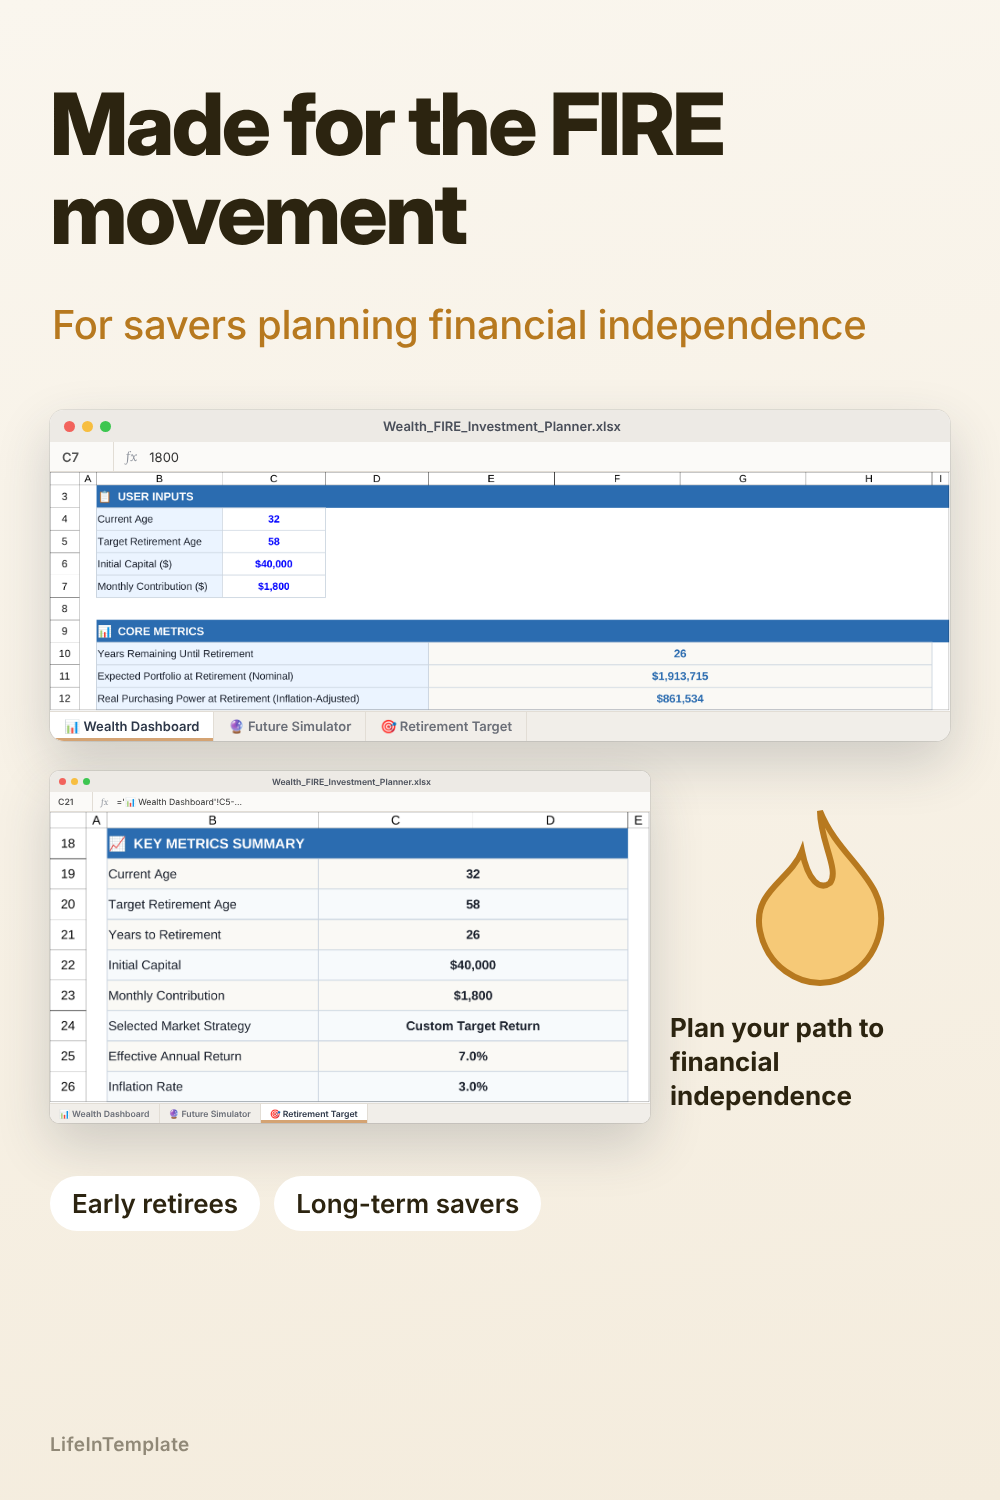 Made for the FIRE
movement
For savers planning financial independence
Wealth_FIRE_Investment_Planner.xlsx
C7 fx 1800
A B C D E F G H I
3 📋 USER INPUTS
4 Current Age 32
5 Target Retirement Age 58
6 Initial Capital ($) $40,000
7 Monthly Contribution ($) $1,800
8
9 📊 CORE METRICS
10 Years Remaining Until Retirement 26
11 Expected Portfolio at Retirement (Nominal) $1,913,715
12 Real Purchasing Power at Retirement (Inflation-Adjusted) $861,534
📊 Wealth Dashboard 🔮 Future Simulator 🎯 Retirement Target
Wealth_FIRE_Investment_Planner.xlsx
C21 fx ='📊 Wealth Dashboard'!C5-...
A B C D E
18 📈 KEY METRICS SUMMARY
19 Current Age 32
20 Target Retirement Age 58
21 Years to Retirement 26
22 Initial Capital $40,000
23 Monthly Contribution $1,800
24 Selected Market Strategy Custom Target Return
25 Effective Annual Return 7.0%
26 Inflation Rate 3.0%
📊 Wealth Dashboard 🔮 Future Simulator 🎯 Retirement Target
Plan your path to
financial
independence
Early retirees Long-term savers
LifeInTemplate